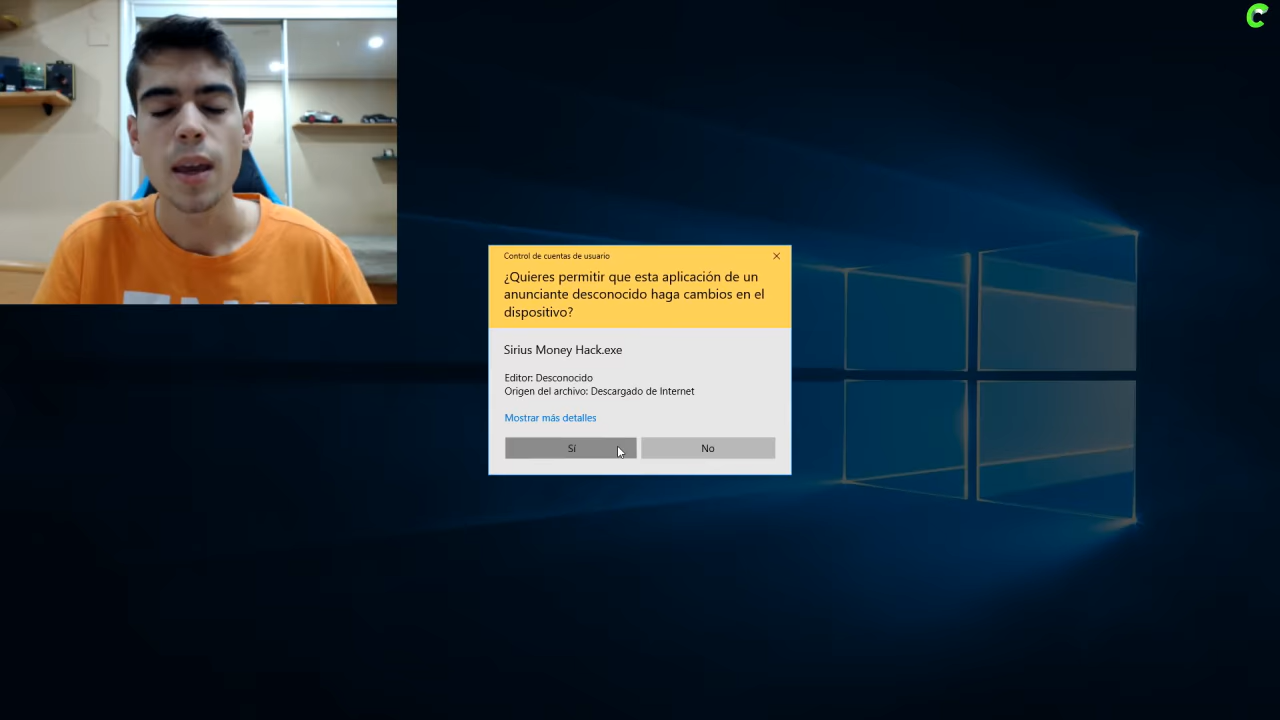 C
Control de cuentas de usuario
¿Quieres permitir que esta aplicación de un
anunciante desconocido haga cambios en el
dispositivo?
Sirius Money Hack.exe
Editor: Desconocido
Origen del archivo: Descargado de Internet
Mostrar más detalles
Sí
No